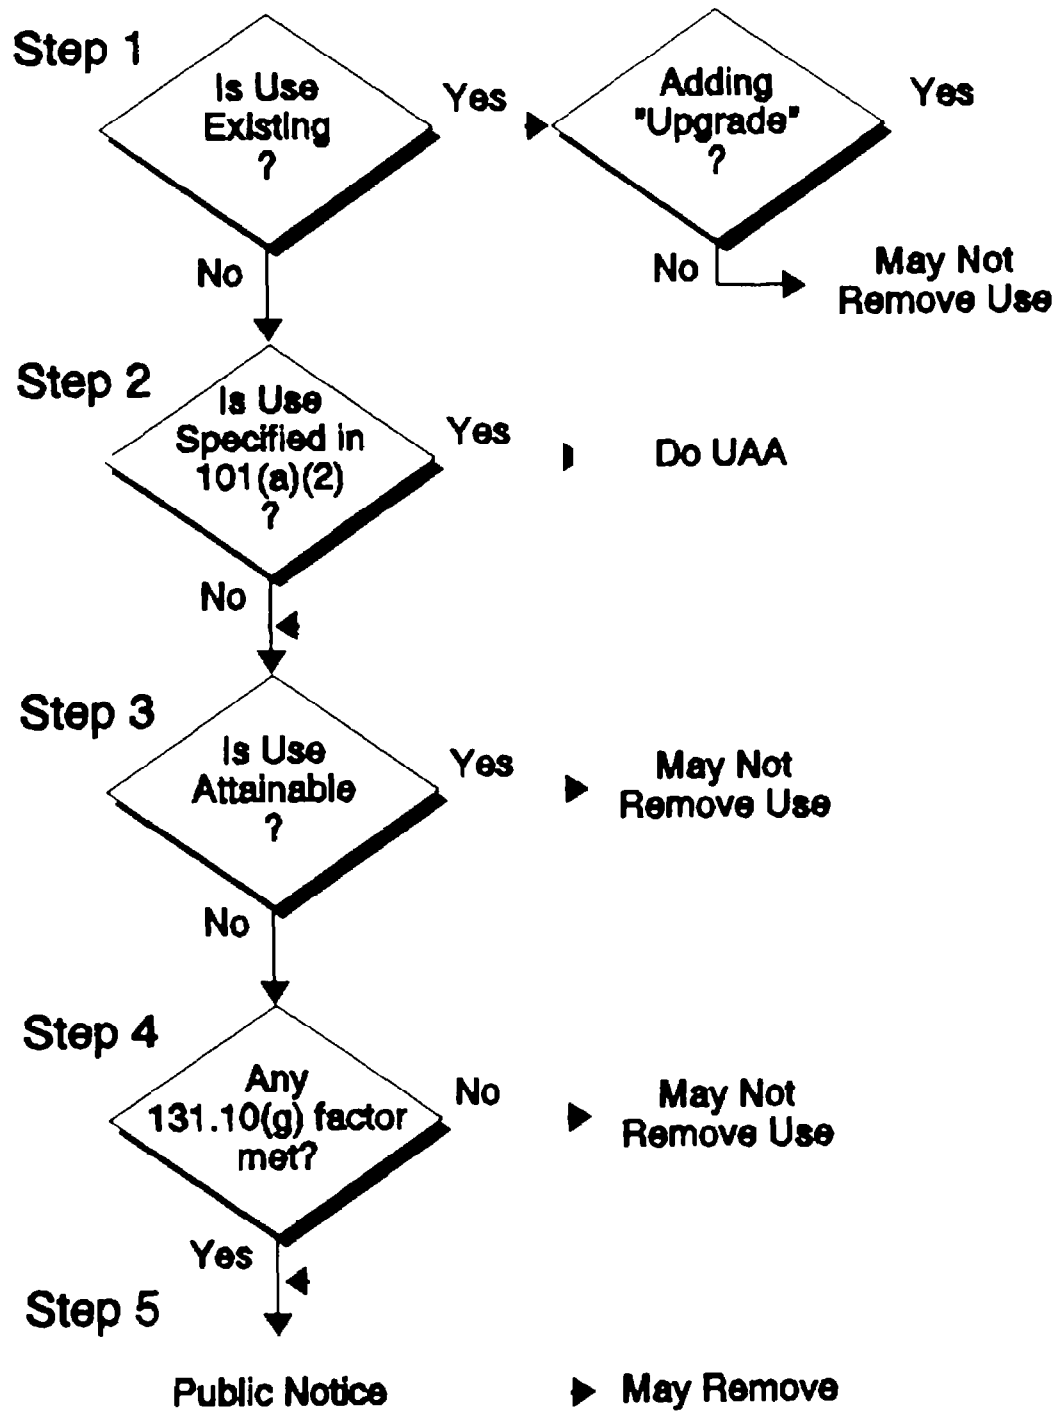 Step 1
Is Use
Existing
?
Yes
Adding
"Upgrade"
?
Yes
No
No
May Not
Remove Use
Step 2
Is Use
Specified in
101(a)(2)
?
Yes
Do UAA
No
Step 3
Is Use
Attainable
?
Yes
May Not
Remove Use
No
Step 4
Any
131.10(g) factor
met?
No
May Not
Remove Use
Yes
Step 5
Public Notice
May Remove